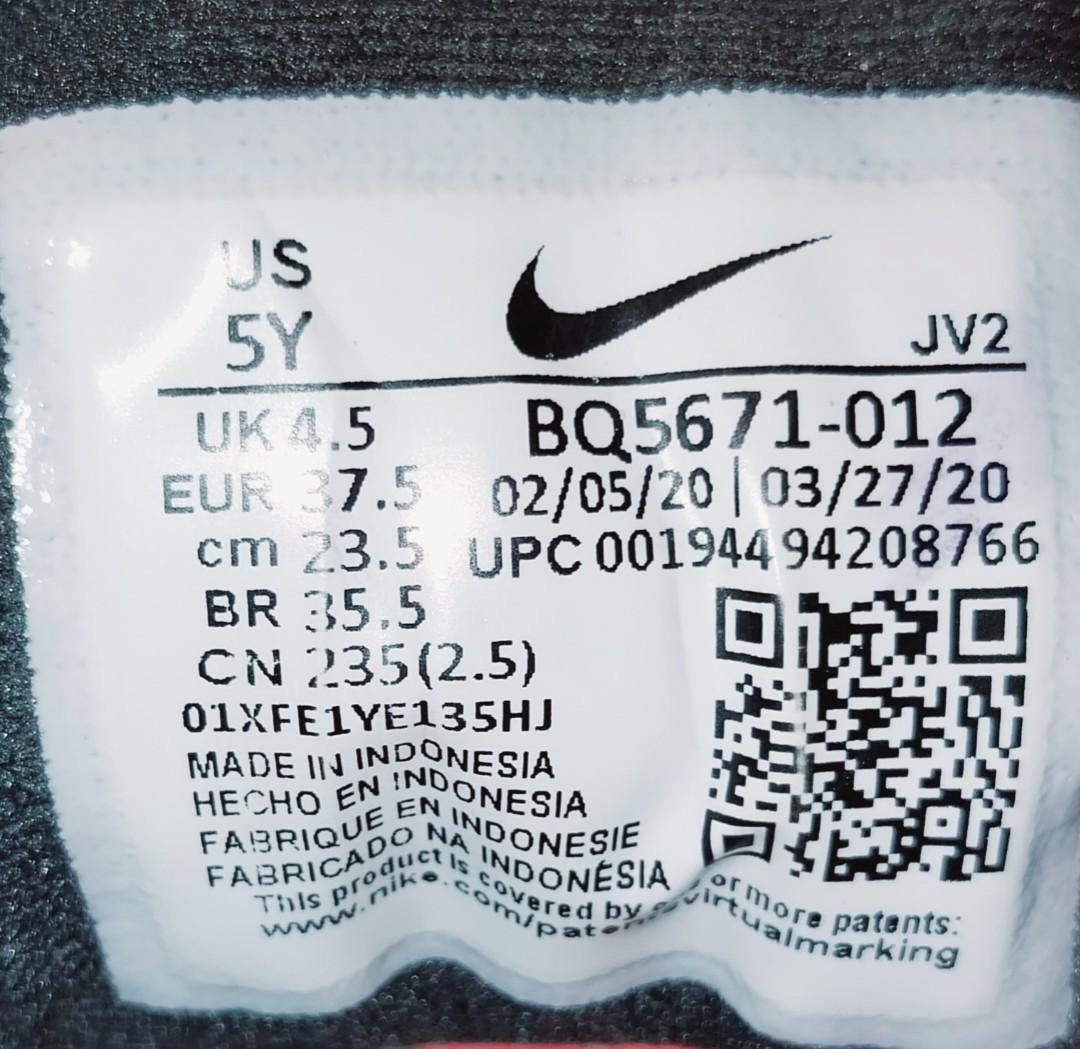 US
5Y
JV2
UK 4.5
EUR 37.5
cm 23.5
BR 35.5
CN 235(2.5)
BQ5671-012
02/05/20 | 03/27/20
UPC 00194494208766
01XFE1YE135HJ
MADE IN INDONESIA
HECHO EN INDONESIA
FABRIQUE EN INDONESIE
FABRICADO NA INDONÉSIA
This product is covered by or more patents:
www.nike.com/patents virtualmarking